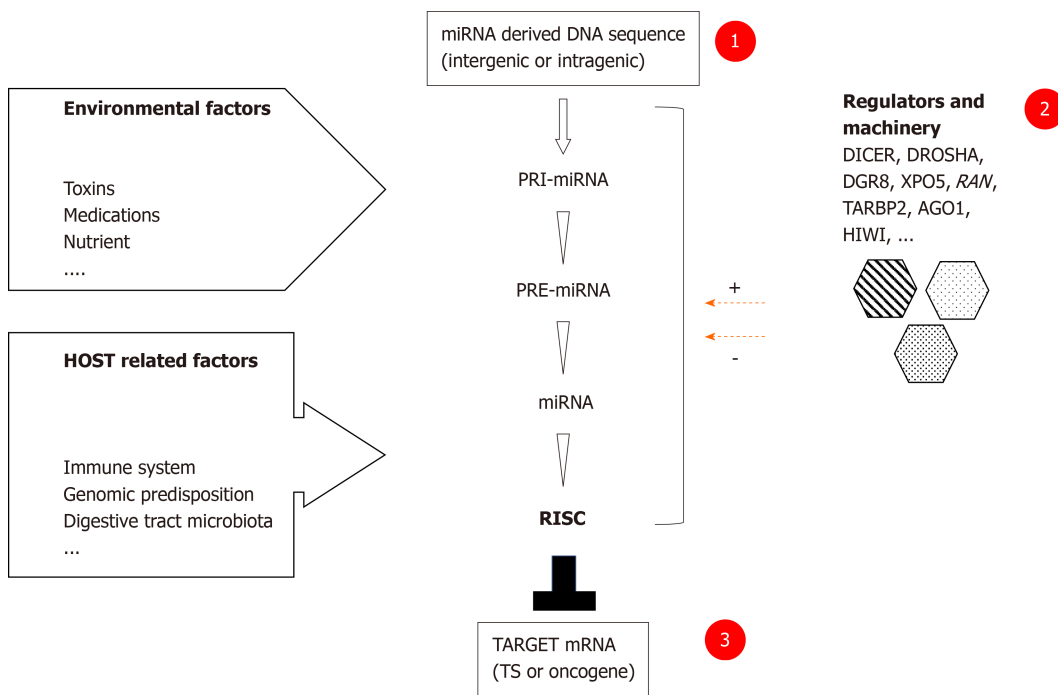 miRNA derived DNA sequence
(intergenic or intragenic)
1
Environmental factors
Toxins
Medications
Nutrient
....
HOST related factors
Immune system
Genomic predisposition
Digestive tract microbiota
...
PRI-miRNA
PRE-miRNA
miRNA
RISC
TARGET mRNA
(TS or oncogene)
3
+
-
Regulators and
machinery
2
DICER, DROSHA,
DGR8, XPO5, RAN,
TARBP2, AGO1,
HIWI, ...